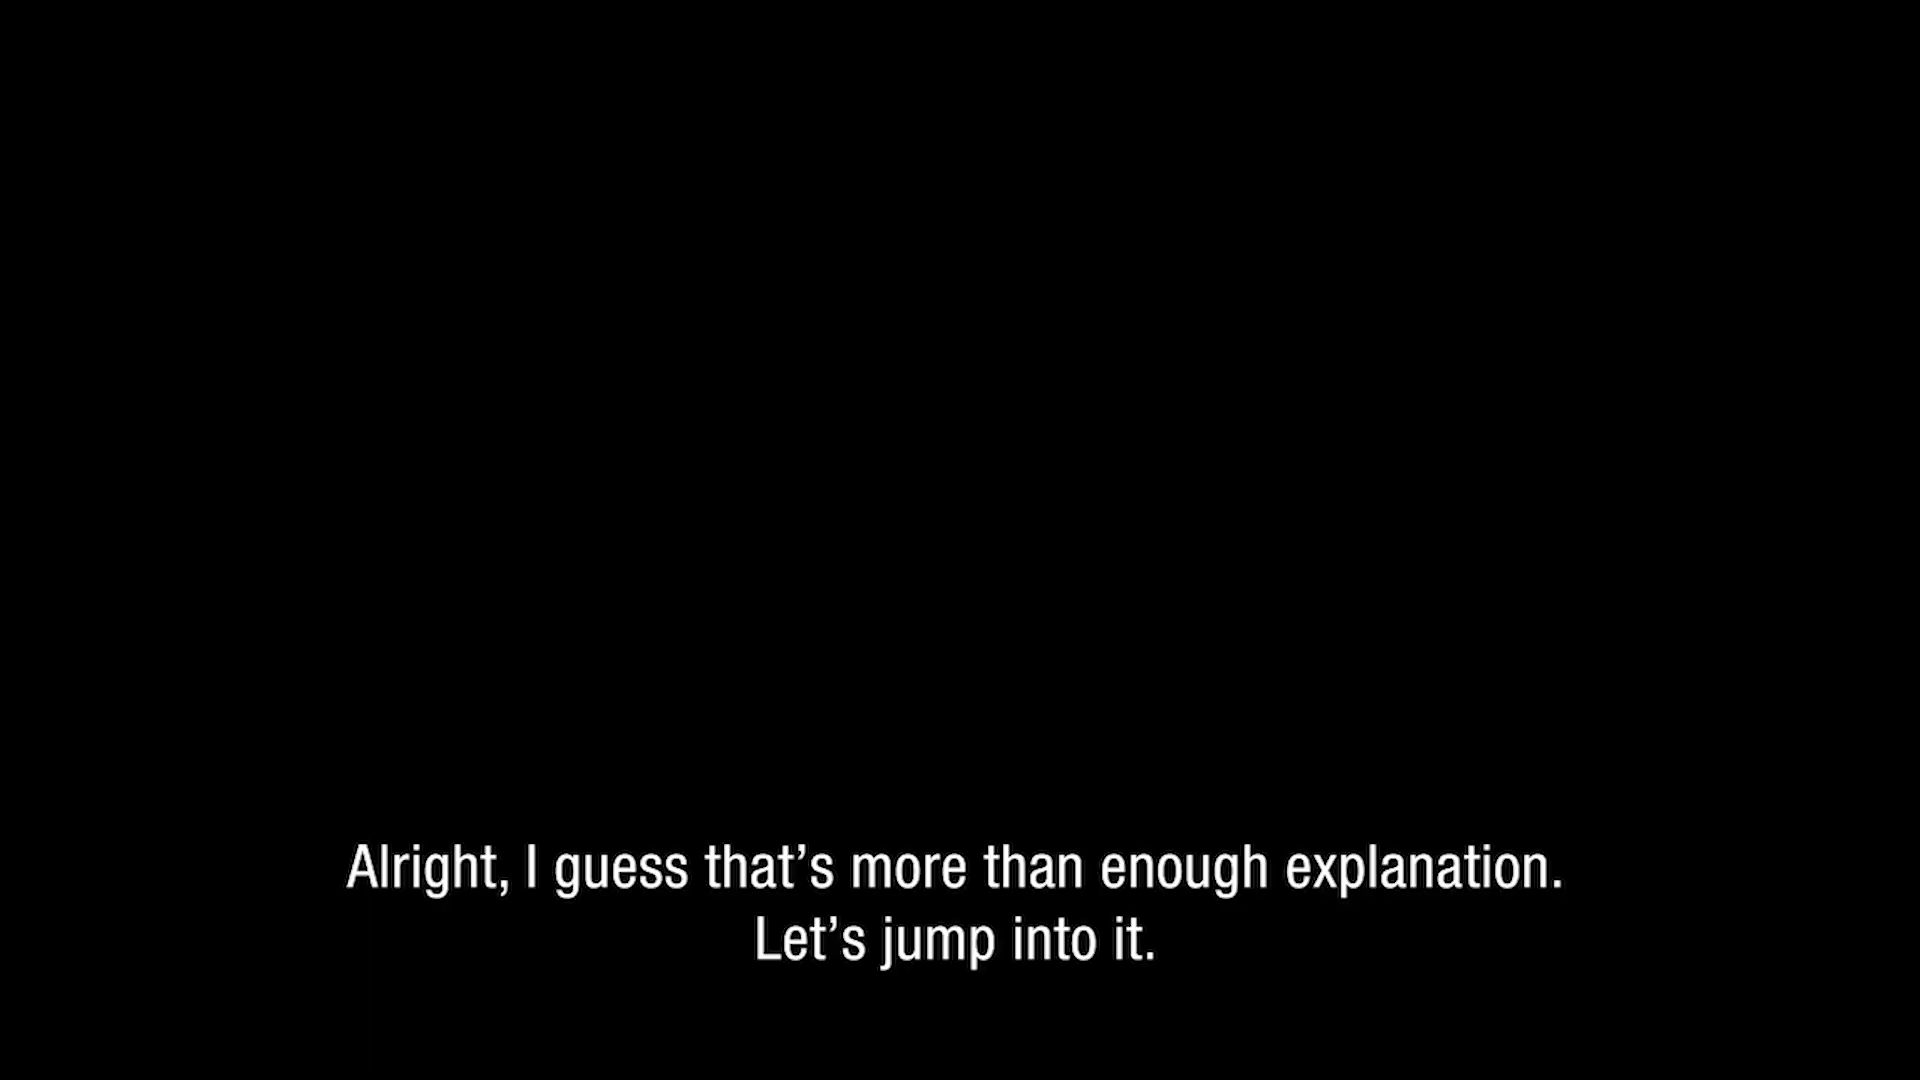 Alright, I guess that’s more than enough explanation.
Let’s jump into it.